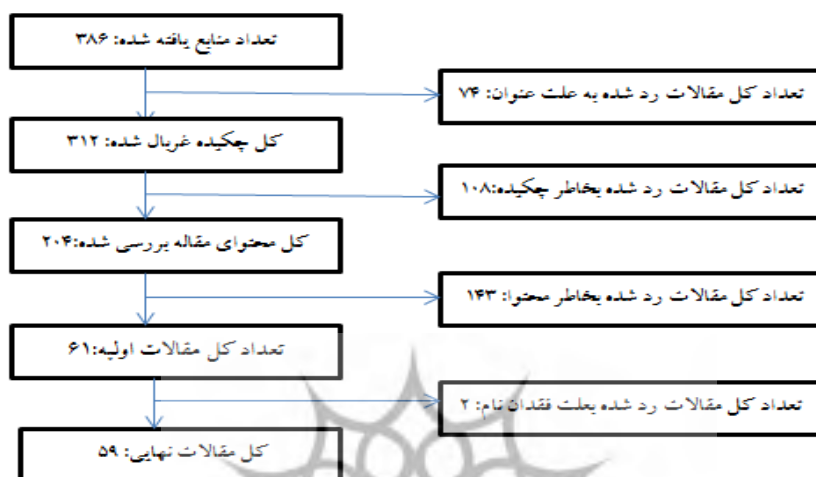 تعداد منابع یافته شده: ۳۸۶
تعداد کل مقالات رد شده به علت عنوان: ۷۴
کل چکیده غربال شده: ۳۱۲
تعداد کل مقالات رد شده بخاطر چکیده:۱۰۸
کل محتوای مقاله بررسی شده:۲۰۴
تعداد کل مقالات رد شده بخاطر محتوا: ۱۴۳
تعداد کل مقالات اولیه:۶۱
تعداد کل مقالات رد شده بعلت فقدان نام: ۲
کل مقالات نهایی: ۵۹